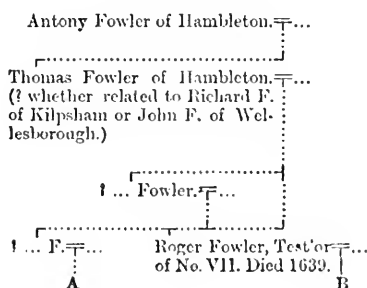 Antony Fowler of Hambleton.=...
Thomas Fowler of Hambleton.=...
(? whether related to Richard F.
of Kilpsham or John F. of Wel-
lesborough.)
? ... Fowler.=...
? ... F.=... Roger Fowler, Test'or=...
of No. VII. Died 1639.
A B